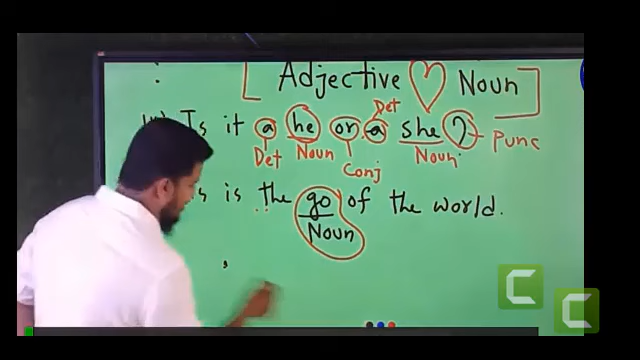 [ Adjective ♡ Noun ]
Det
Is it a he or a she ? Punc
Det Noun Conj Noun
s is the go of the world.
Noun
C C